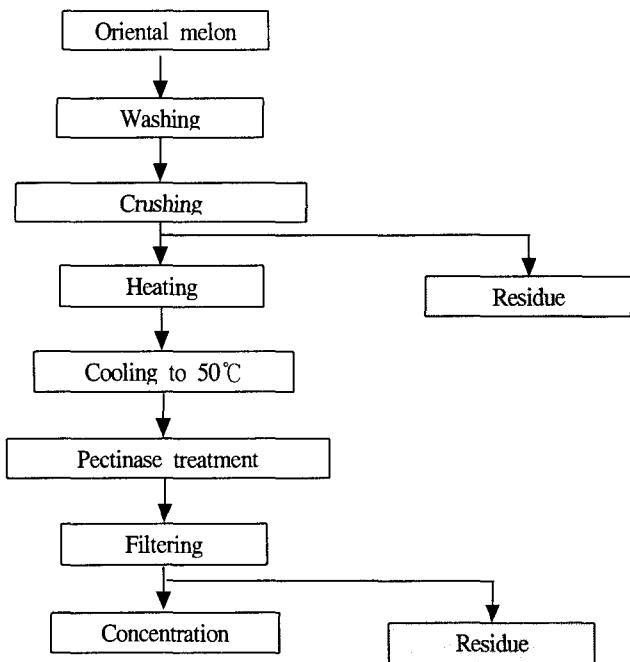 Oriental melon
Washing
Crushing
Heating
Residue
Cooling to 50℃
Pectinase treatment
Filtering
Concentration
Residue